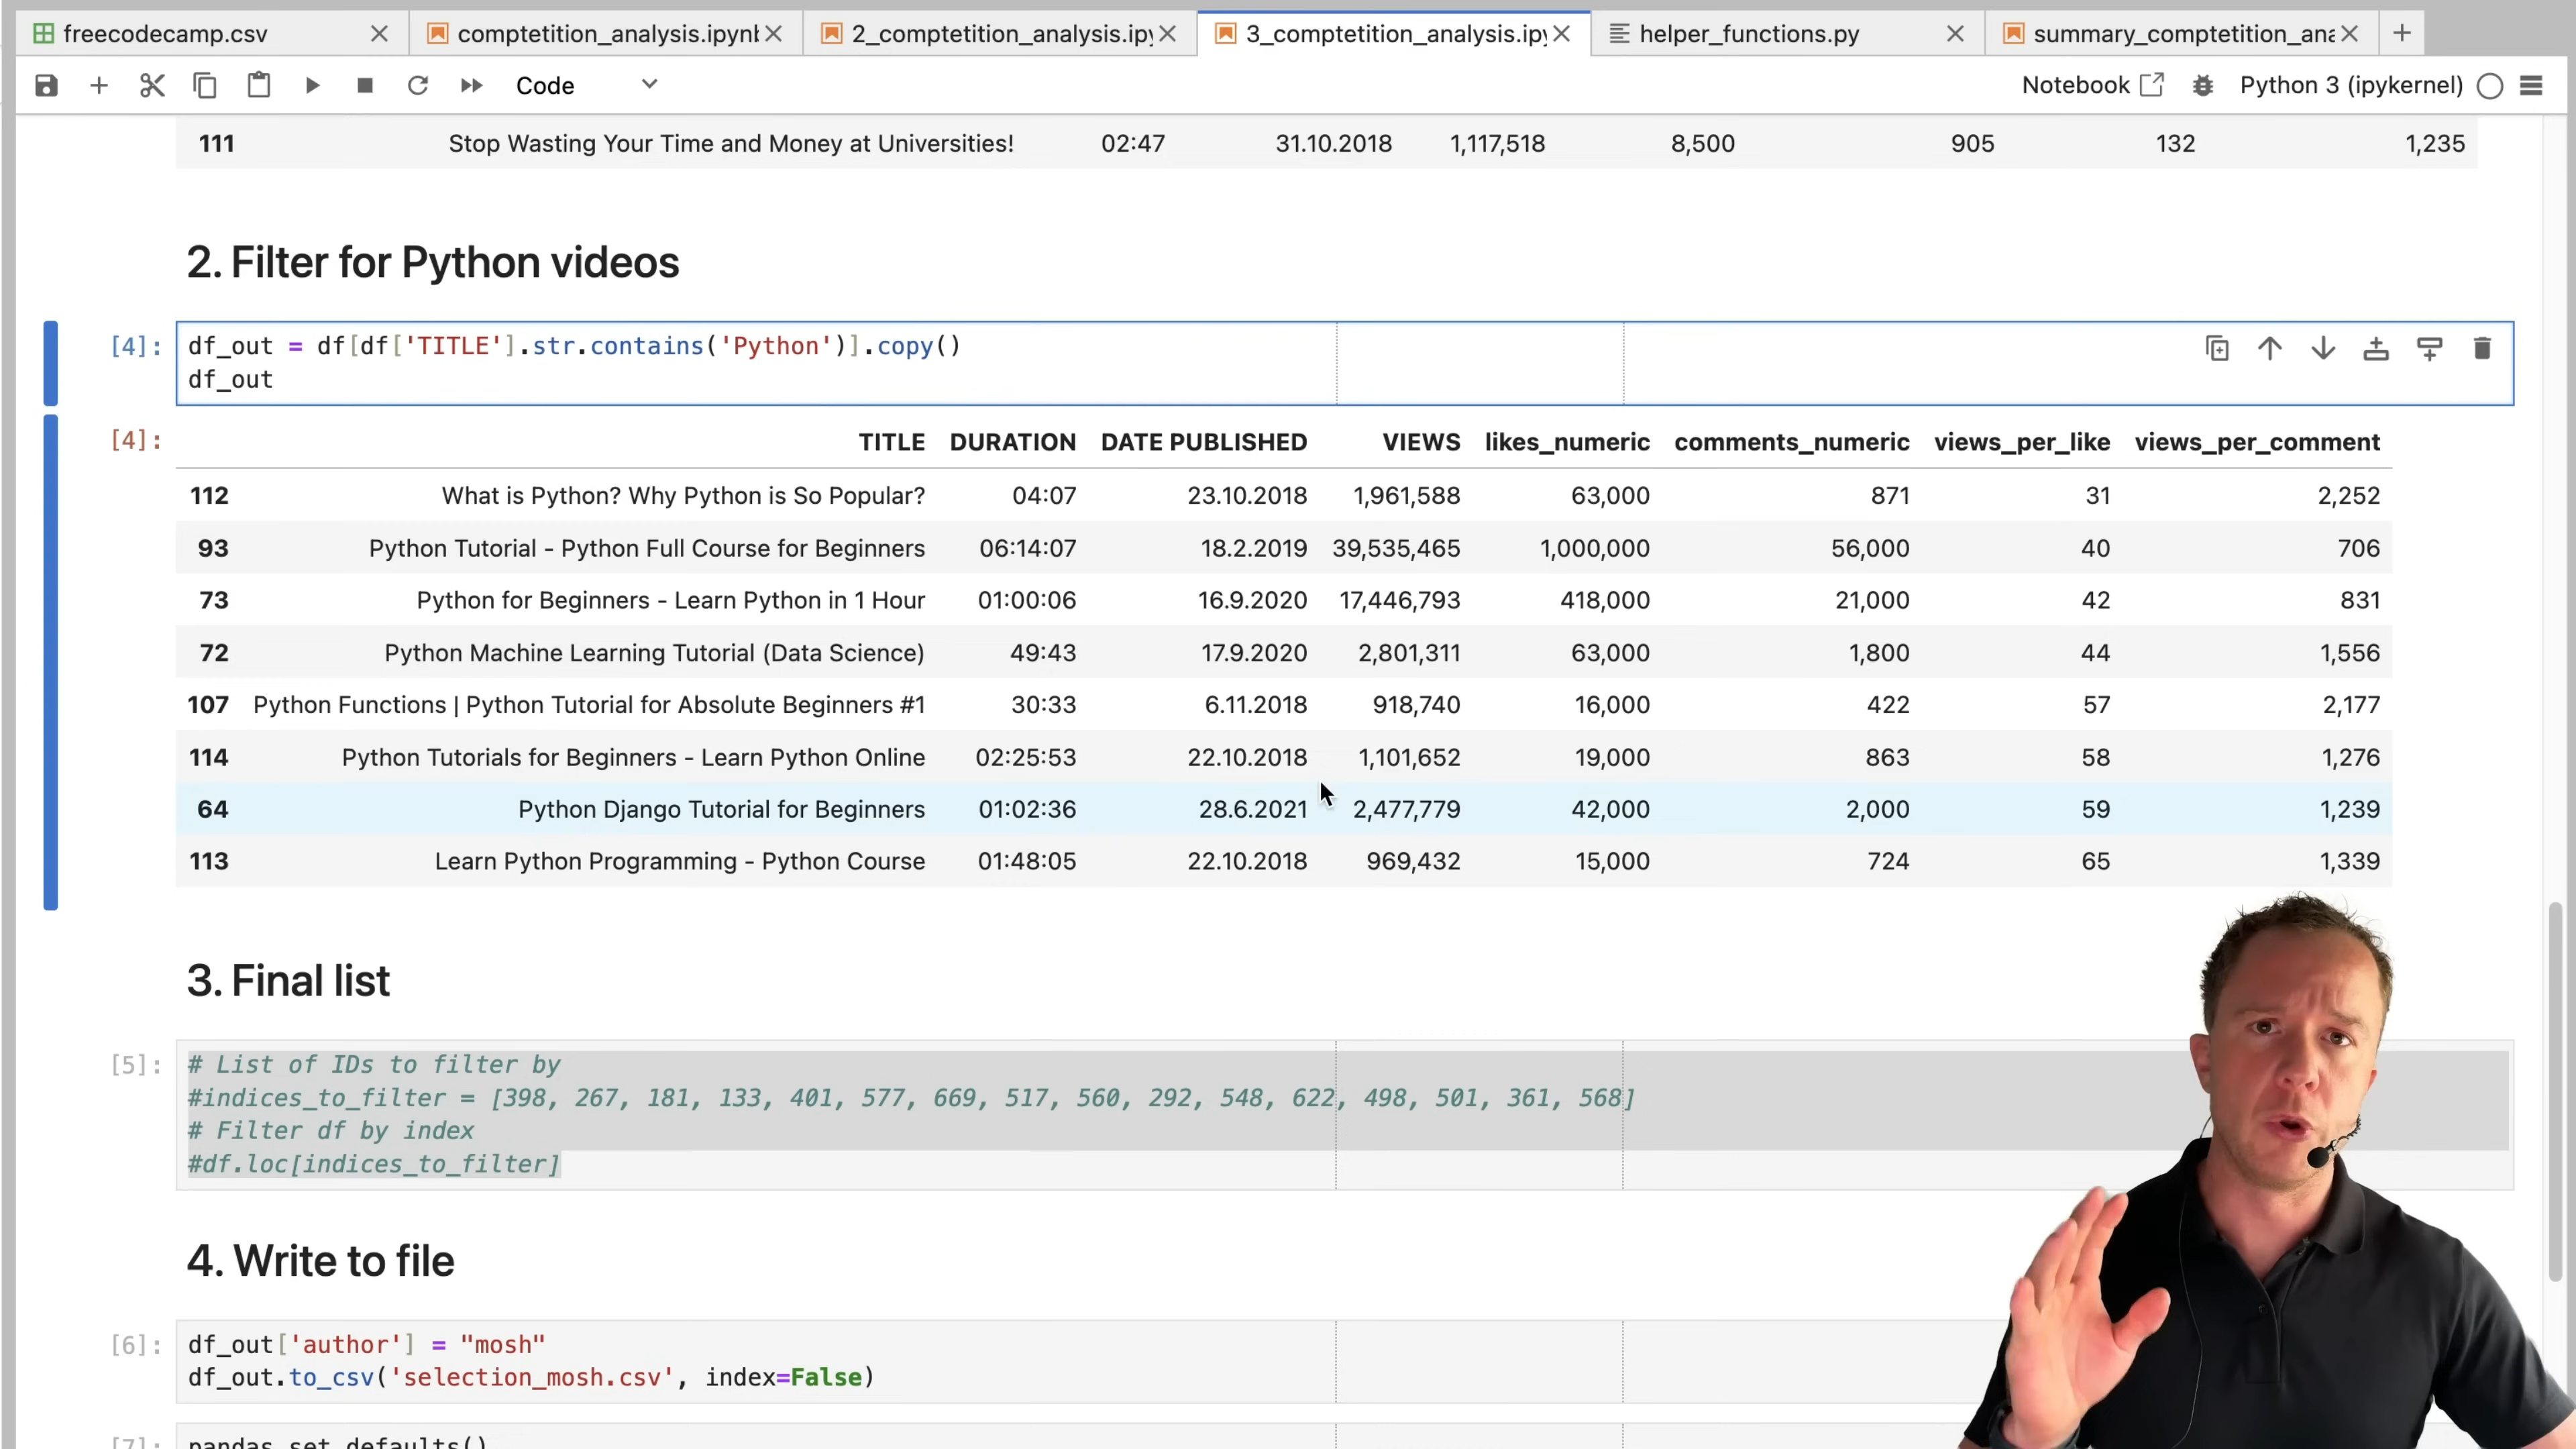 freecodecamp.csv
comptetition_analysis.ipynl
2_comptetition_analysis.ipy
3_comptetition_analysis.ipy
helper_functions.py
summary_comptetition_ana
Code
Notebook
Python 3 (ipykernel)
111 Stop Wasting Your Time and Money at Universities! 02:47 31.10.2018 1,117,518 8,500 905 132 1,235
2. Filter for Python videos
[4]: df_out = df[df['TITLE'].str.contains('Python')].copy()
df_out
[4]: TITLE DURATION DATE PUBLISHED VIEWS likes_numeric comments_numeric views_per_like views_per_comment
112 What is Python? Why Python is So Popular? 04:07 23.10.2018 1,961,588 63,000 871 31 2,252
93 Python Tutorial - Python Full Course for Beginners 06:14:07 18.2.2019 39,535,465 1,000,000 56,000 40 706
73 Python for Beginners - Learn Python in 1 Hour 01:00:06 16.9.2020 17,446,793 418,000 21,000 42 831
72 Python Machine Learning Tutorial (Data Science) 49:43 17.9.2020 2,801,311 63,000 1,800 44 1,556
107 Python Functions | Python Tutorial for Absolute Beginners #1 30:33 6.11.2018 918,740 16,000 422 57 2,177
114 Python Tutorials for Beginners - Learn Python Online 02:25:53 22.10.2018 1,101,652 19,000 863 58 1,276
64 Python Django Tutorial for Beginners 01:02:36 28.6.2021 2,477,779 42,000 2,000 59 1,239
113 Learn Python Programming - Python Course 01:48:05 22.10.2018 969,432 15,000 724 65 1,339
3. Final list
[5]: # List of IDs to filter by
#indices_to_filter = [398, 267, 181, 133, 401, 577, 669, 517, 560, 292, 548, 622, 498, 501, 361, 568]
# Filter df by index
#df.loc[indices_to_filter]
4. Write to file
[6]: df_out['author'] = "mosh"
df_out.to_csv('selection_mosh.csv', index=False)
[7]: pandas_set_defaults()